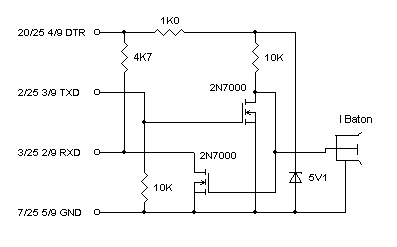 1K0
20/25 4/9 DTR
4K7
10K
2/25 3/9 TXD
2N7000
I Baton
3/25 2/9 RXD
2N7000
10K
5V1
7/25 5/9 GND